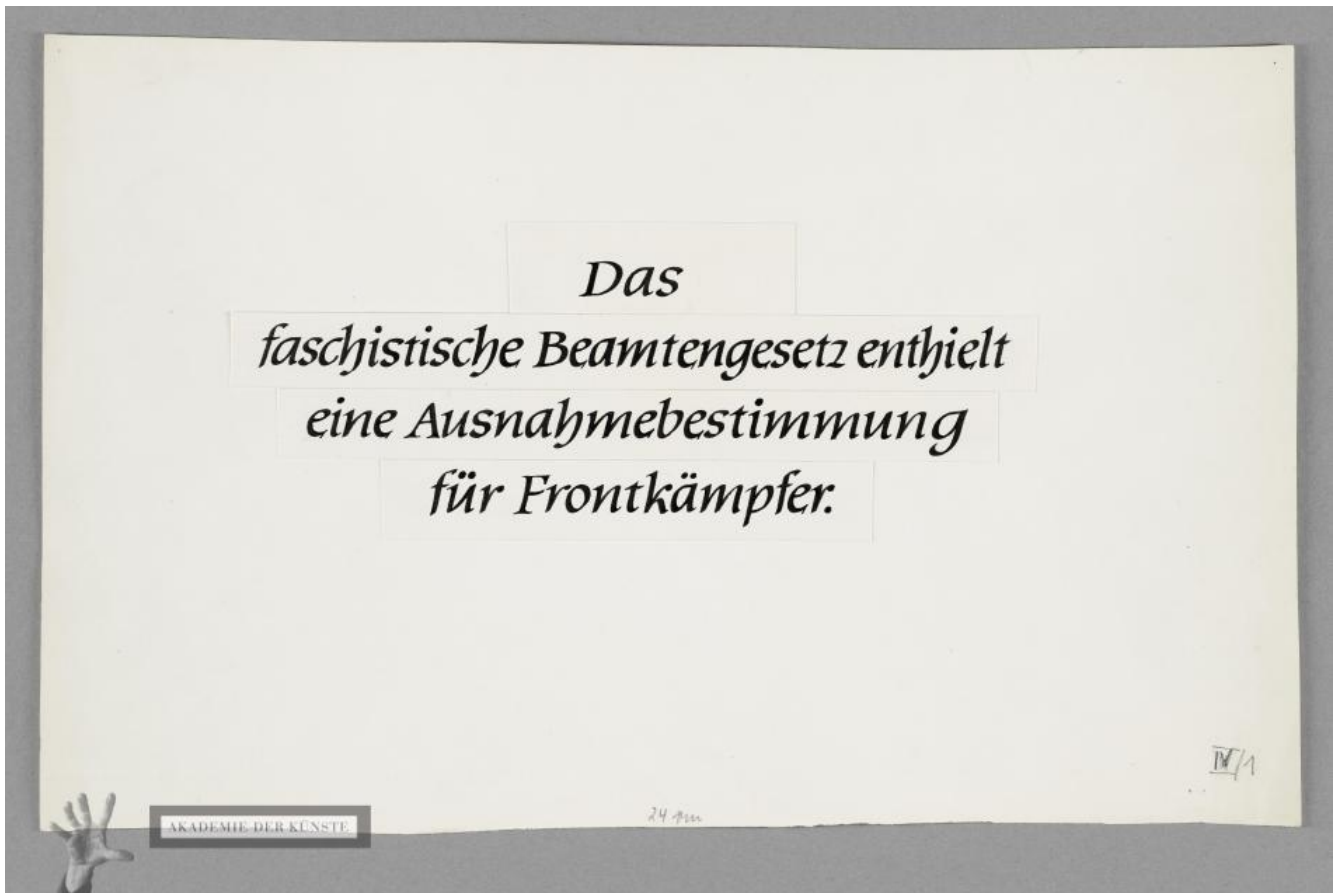 Das
faschistische Beamtengesetz enthielt
eine Ausnahmebestimmung
für Frontkämpfer.
IV/1
AKADEMIE DER KÜNSTE